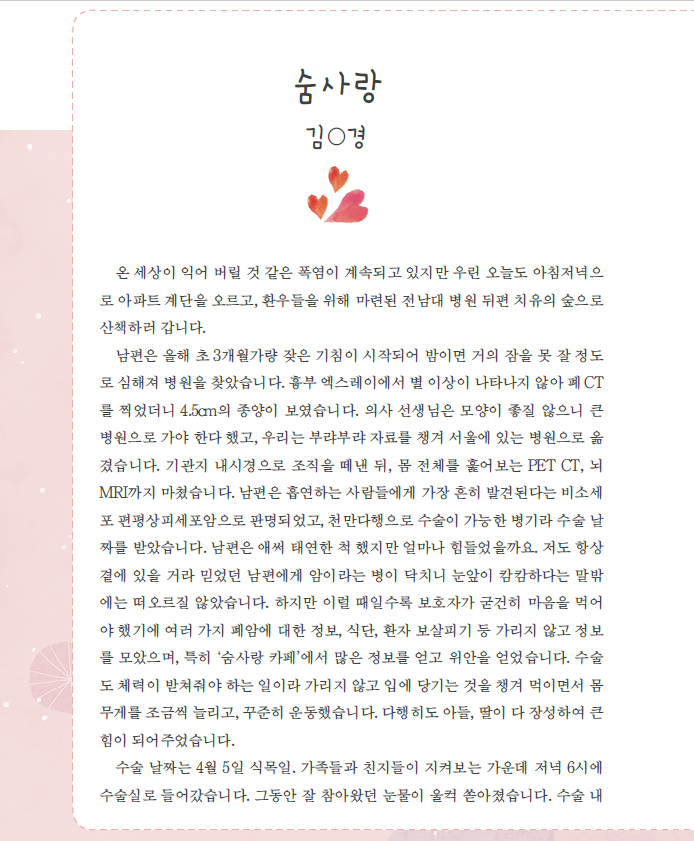 숨사랑
김○경
온 세상이 익어 버릴 것 같은 폭염이 계속되고 있지만 우린 오늘도 아침저녁으
로 아파트 계단을 오르고, 환우들을 위해 마련된 전남대 병원 뒤편 치유의 숲으로
산책하러 갑니다.
남편은 올해 초 3개월가량 잦은 기침이 시작되어 밤이면 거의 잠을 못 잘 정도
로 심해져 병원을 찾았습니다. 흉부 엑스레이에서 별 이상이 나타나지 않아 폐 CT
를 찍었더니 4.5cm의 종양이 보였습니다. 의사 선생님은 모양이 좋질 않으니 큰
병원으로 가야 한다 했고, 우리는 부랴부랴 자료를 챙겨 서울에 있는 병원으로 옮
겼습니다. 기관지 내시경으로 조직을 떼낸 뒤, 몸 전체를 훑어보는 PET CT, 뇌
MRI까지 마쳤습니다. 남편은 흡연하는 사람들에게 가장 흔히 발견된다는 비소세
포 편평상피세포암으로 판명되었고, 천만다행으로 수술이 가능한 병기라 수술 날
짜를 받았습니다. 남편은 애써 태연한 척 했지만 얼마나 힘들었을까요. 저도 항상
곁에 있을 거라 믿었던 남편에게 암이라는 병이 닥치니 눈앞이 캄캄하다는 말밖
에는 떠오르질 않았습니다. 하지만 이럴 때일수록 보호자가 굳건히 마음을 먹어
야 했기에 여러 가지 폐암에 대한 정보, 식단, 환자 보살피기 등 가리지 않고 정보
를 모았으며, 특히 ‘숨사랑 카페’에서 많은 정보를 얻고 위안을 얻었습니다. 수술
도 체력이 받쳐줘야 하는 일이라 가리지 않고 입에 당기는 것을 챙겨 먹이면서 몸
무게를 조금씩 늘리고, 꾸준히 운동했습니다. 다행히도 아들, 딸이 다 장성하여 큰
힘이 되어주었습니다.
수술 날짜는 4월 5일 식목일. 가족들과 친지들이 지켜보는 가운데 저녁 6시에
수술실로 들어갔습니다. 그동안 잘 참아왔던 눈물이 울컥 쏟아졌습니다. 수술 내